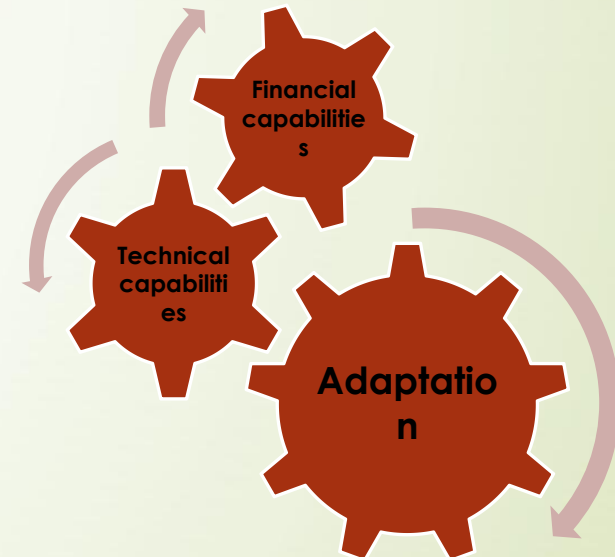 Financial
capabilitie
s
Technical
capabiliti
es
Adaptatio
n